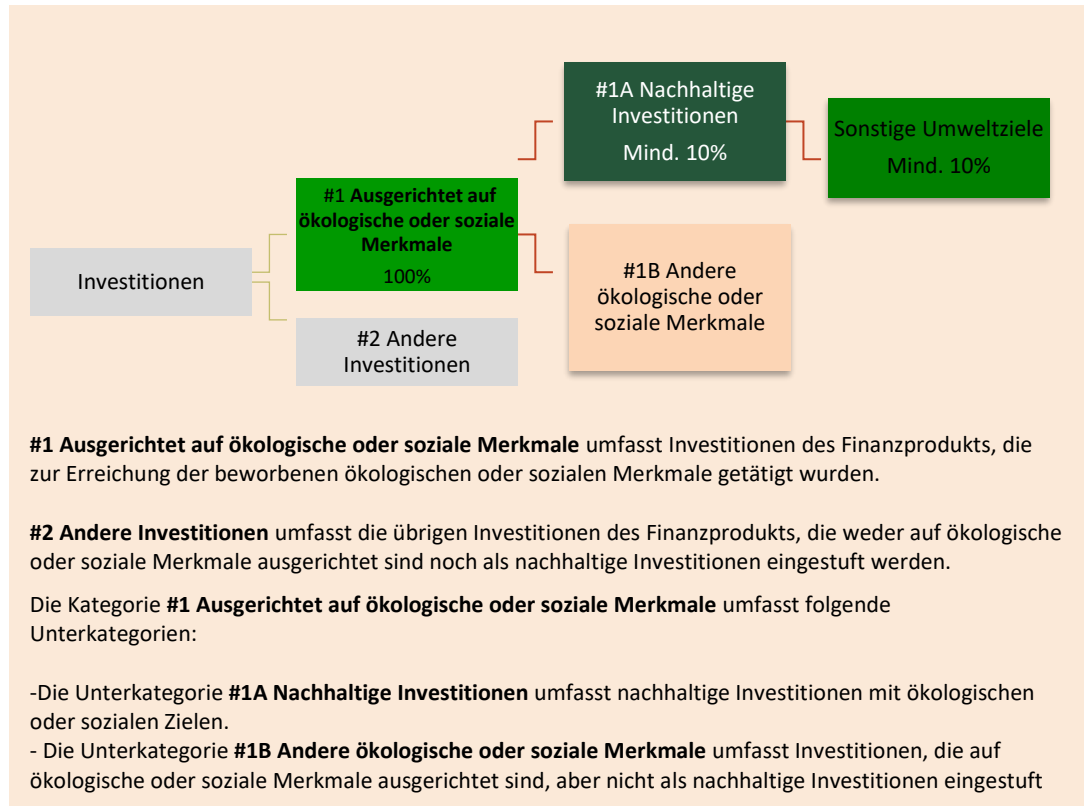 #1A Nachhaltige
Investitionen
Mind. 10%
Sonstige Umweltziele
Mind. 10%
#1 Ausgerichtet auf
ökologische oder soziale
Merkmale
100%
Investitionen
#1B Andere
ökologische oder
soziale Merkmale
#2 Andere
Investitionen
#1 Ausgerichtet auf ökologische oder soziale Merkmale umfasst Investitionen des Finanzprodukts, die
zur Erreichung der beworbenen ökologischen oder sozialen Merkmale getätigt wurden.
#2 Andere Investitionen umfasst die übrigen Investitionen des Finanzprodukts, die weder auf ökologische
oder soziale Merkmale ausgerichtet sind noch als nachhaltige Investitionen eingestuft werden.
Die Kategorie #1 Ausgerichtet auf ökologische oder soziale Merkmale umfasst folgende
Unterkategorien:
-Die Unterkategorie #1A Nachhaltige Investitionen umfasst nachhaltige Investitionen mit ökologischen
oder sozialen Zielen.
- Die Unterkategorie #1B Andere ökologische oder soziale Merkmale umfasst Investitionen, die auf
ökologische oder soziale Merkmale ausgerichtet sind, aber nicht als nachhaltige Investitionen eingestuft